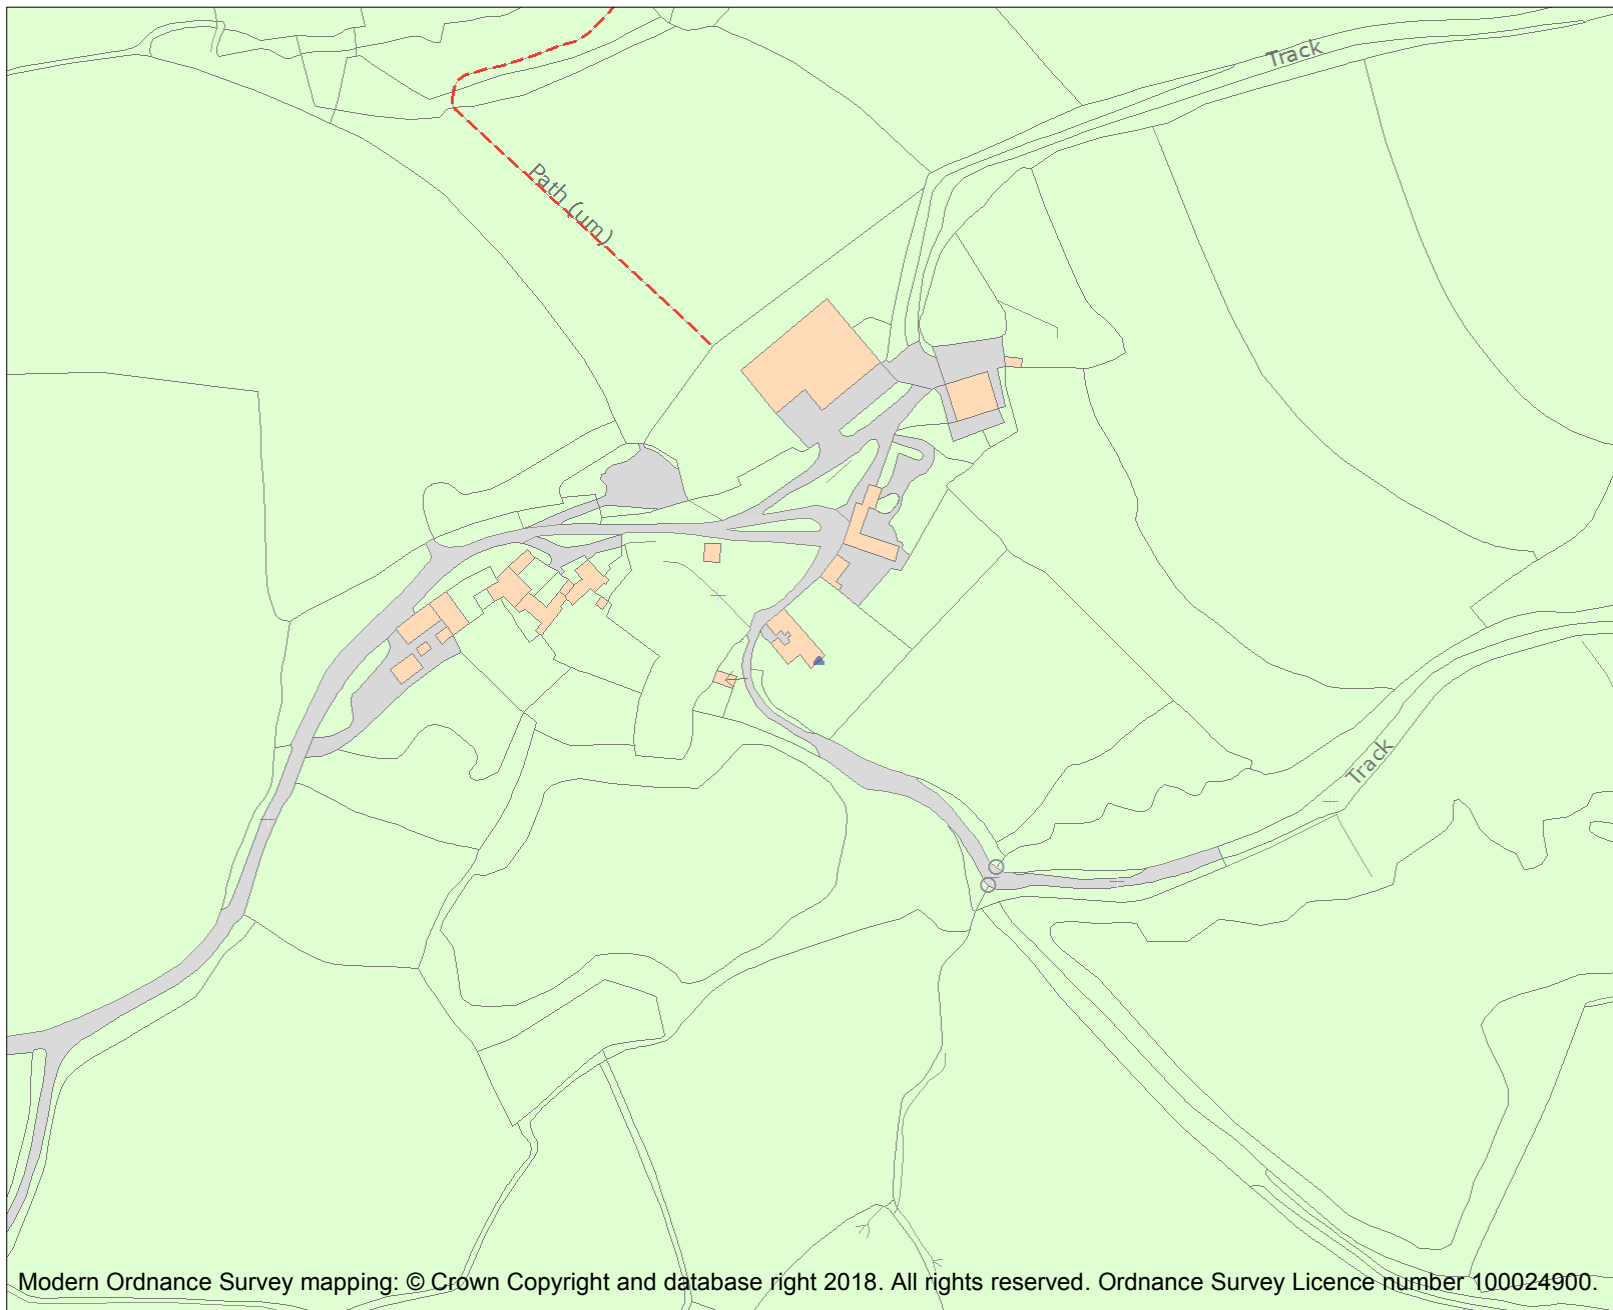 Track
Path (um)
Track
Modern Ordnance Survey mapping: © Crown Copyright and database right 2018. All rights reserved. Ordnance Survey Licence number 100024900.